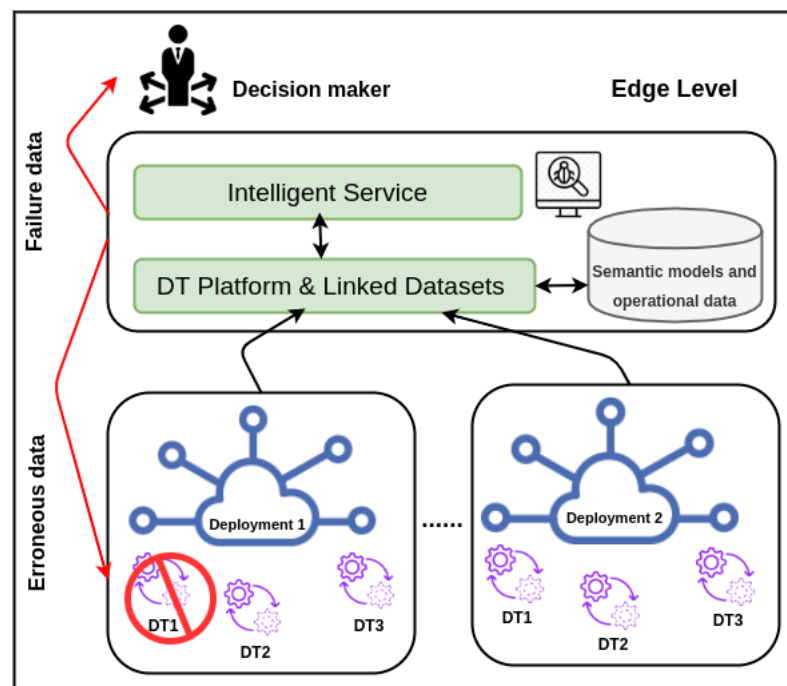 Decision maker
Edge Level
Failure data
Intelligent Service
DT Platform & Linked Datasets
Semantic models and
operational data
Erroneous data
Deployment 1
......
Deployment 2
DT1
DT2
DT3
DT1
DT2
DT3